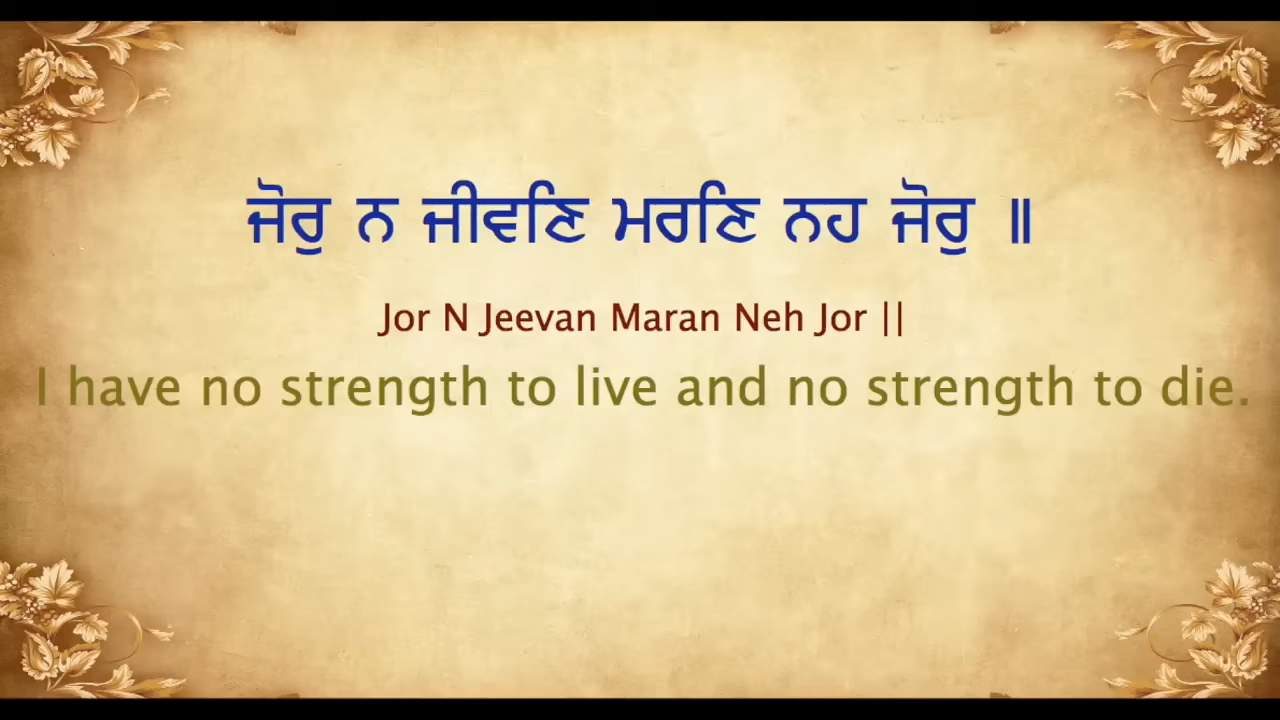 ਜੋਰੁ ਨ ਜੀਵਣਿ ਮਰਣਿ ਨਹ ਜੋਰੁ ॥
Jor N Jeevan Maran Neh Jor ||
I have no strength to live and no strength to die.